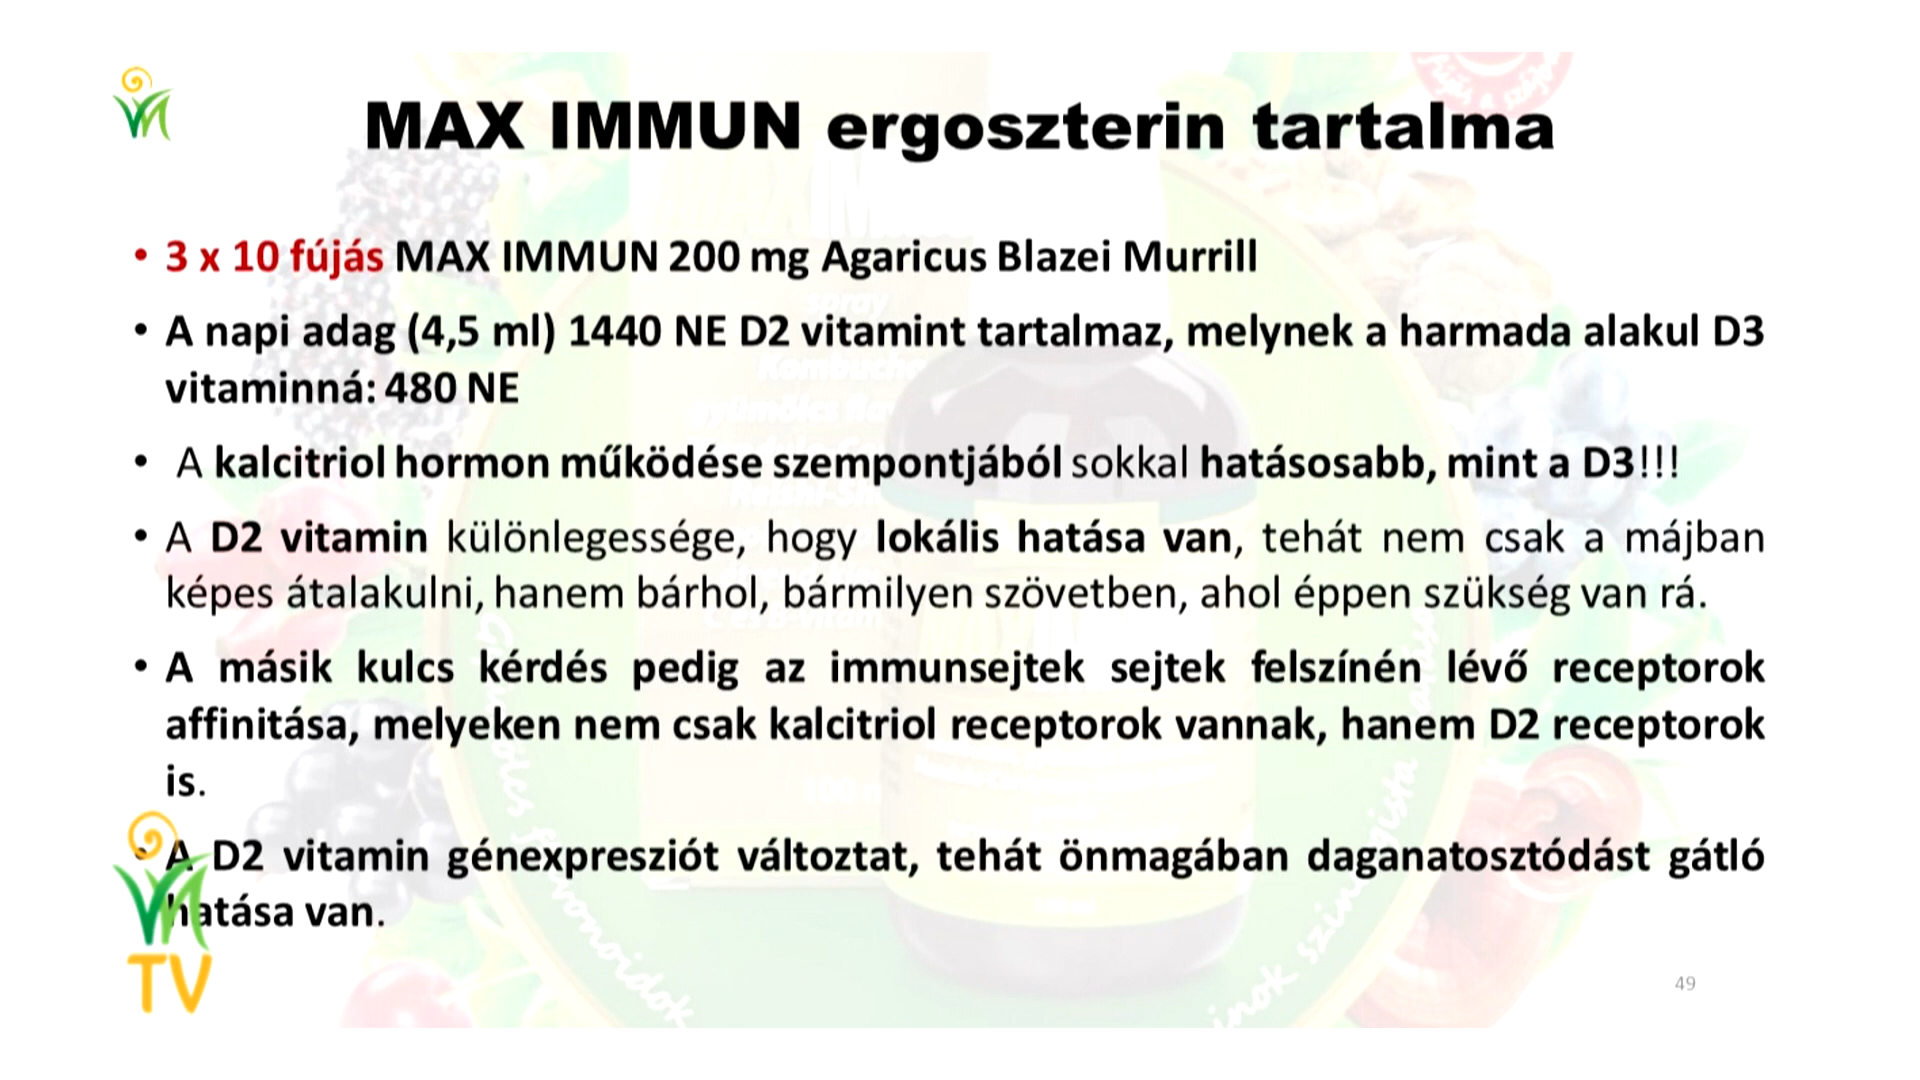 MAX IMMUN ergoszterin tartalma
• 3 x 10 fújás MAX IMMUN 200 mg Agaricus Blazei Murrill
• A napi adag (4,5 ml) 1440 NE D2 vitamint tartalmaz, melynek a harmada alakul D3
vitaminná: 480 NE
• A kalcitriol hormon működése szempontjából sokkal hatásosabb, mint a D3!!!
• A D2 vitamin különlegessége, hogy lokális hatása van, tehát nem csak a májban
képes átalakulni, hanem bárhol, bármilyen szövetben, ahol éppen szükség van rá.
• A másik kulcs kérdés pedig az immunsejtek sejtek felszínén lévő receptorok
affinitása, melyeken nem csak kalcitriol receptorok vannak, hanem D2 receptorok
is.
• A D2 vitamin génexpresziót változtat, tehát önmagában daganatosztódást gátló
hatása van.
TV
49